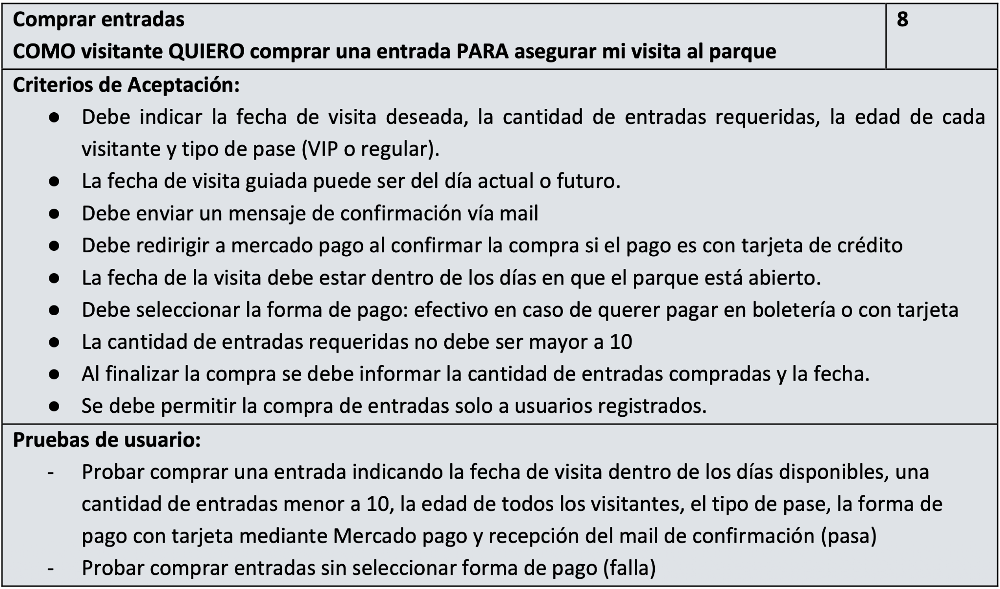 Comprar entradas
8
COMO visitante QUIERO comprar una entrada PARA asegurar mi visita al parque
Criterios de Aceptación:
● Debe indicar la fecha de visita deseada, la cantidad de entradas requeridas, la edad de cada
visitante y tipo de pase (VIP o regular).
● La fecha de visita guiada puede ser del día actual o futuro.
● Debe enviar un mensaje de confirmación vía mail
● Debe redirigir a mercado pago al confirmar la compra si el pago es con tarjeta de crédito
● La fecha de la visita debe estar dentro de los días en que el parque está abierto.
● Debe seleccionar la forma de pago: efectivo en caso de querer pagar en boletería o con tarjeta
● La cantidad de entradas requeridas no debe ser mayor a 10
● Al finalizar la compra se debe informar la cantidad de entradas compradas y la fecha.
● Se debe permitir la compra de entradas solo a usuarios registrados.
Pruebas de usuario:
- Probar comprar una entrada indicando la fecha de visita dentro de los días disponibles, una
cantidad de entradas menor a 10, la edad de todos los visitantes, el tipo de pase, la forma de
pago con tarjeta mediante Mercado pago y recepción del mail de confirmación (pasa)
- Probar comprar entradas sin seleccionar forma de pago (falla)